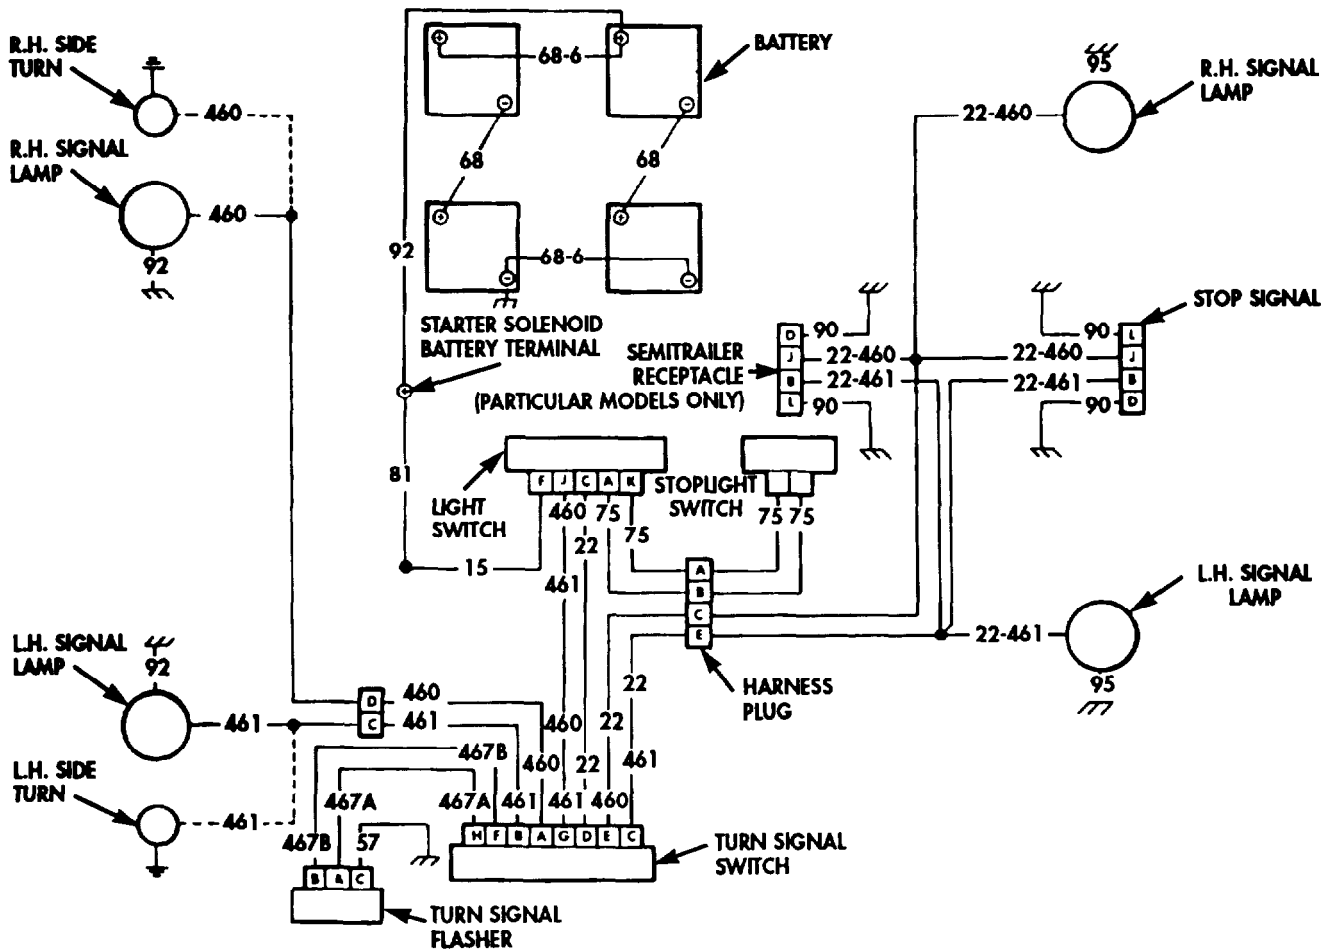 R.H. SIDE
TURN
460
R.H. SIGNAL
LAMP
460
92
68-6
BATTERY
68
68
68-6
92
95
R.H. SIGNAL
LAMP
22-460
STARTER SOLENOID
BATTERY TERMINAL
SEMITRAILER
RECEPTACLE
(PARTICULAR MODELS ONLY)
D 90
J 22-460
B 22-461
L 90
STOP SIGNAL
90 L
22-460 J
22-461 B
90 D
81
LIGHT
SWITCH
F J C A K
STOPLIGHT
SWITCH
460 75
75
75 75
22
15
461
A
B
C
E
HARNESS
PLUG
22-461
L.H. SIGNAL
LAMP
95
L.H. SIGNAL
LAMP
92
461
D 460
C 461
22
460 22
467B
460 22 461
L.H. SIDE
TURN
461
467A
467A 461 461 460
467B 57
H F B A G D E C
TURN SIGNAL
SWITCH
B & C
TURN SIGNAL
FLASHER